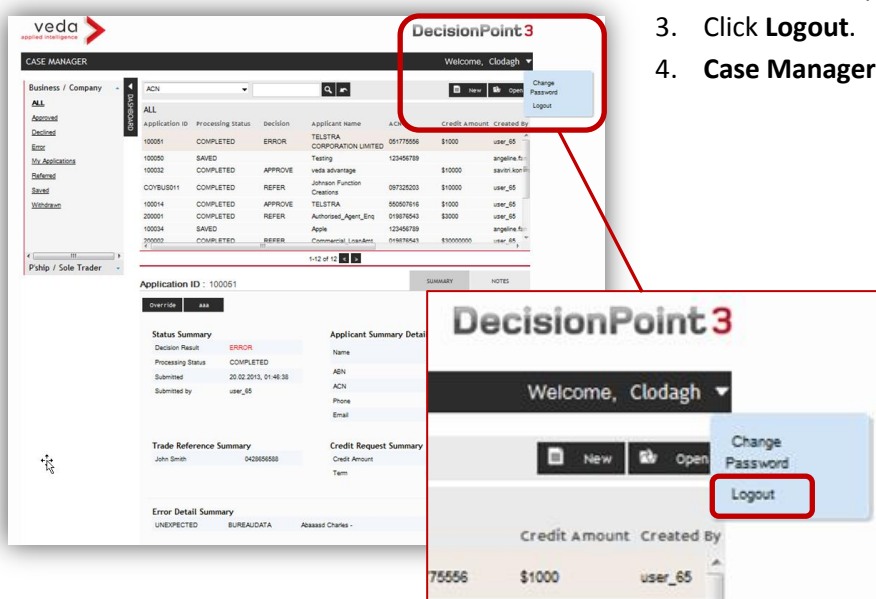 veda
applied intelligence
DecisionPoint 3
CASE MANAGER
Welcome, Clodagh
Change
Password
Logout
Business / Company
ALL
Approved
Declined
Error
My Applications
Referred
Saved
Withdrawn
P'ship / Sole Trader
DASHBOARD
ACN
New
Open
ALL
Application ID Processing Status Decision Applicant Name ACN Credit Amount Created By
100051 COMPLETED ERROR TELSTRA CORPORATION LIMITED 051775556 $1000 user_65
100050 SAVED Testing 123456789
100032 COMPLETED APPROVE veda advantage $10000
COYBUS011 COMPLETED REFER Johnson Function Creations 097325203 $10000 user_65
100014 COMPLETED APPROVE TELSTRA 550507616 $1000 user_65
200001 COMPLETED REFER Authorised_Agent_Enq 019876543 $3000 user_65
100034 SAVED Apple 123456789
200002 COMPLETED REFER Commercial_LoanAmt 019876543 $30000000 user_65
1-12 of 12
Application ID : 100051
SUMMARY
NOTES
Override
aaa
Status Summary
Decision Result ERROR
Processing Status COMPLETED
Submitted 20.02.2013, 01:46:38
Submitted by user_65
Applicant Summary Detai
Name
ABN
ACN
Phone
Email
Trade Reference Summary
John Smith 0428656588
Credit Request Summary
Credit Amount
Term
Error Detail Summary
UNEXPECTED BUREAUDATA Abaaasd Charles -
3. Click Logout.
4. Case Manager
DecisionPoint 3
Welcome, Clodagh
Change
Password
Logout
New
Open
Credit Amount Created By
75556 $1000 user_65